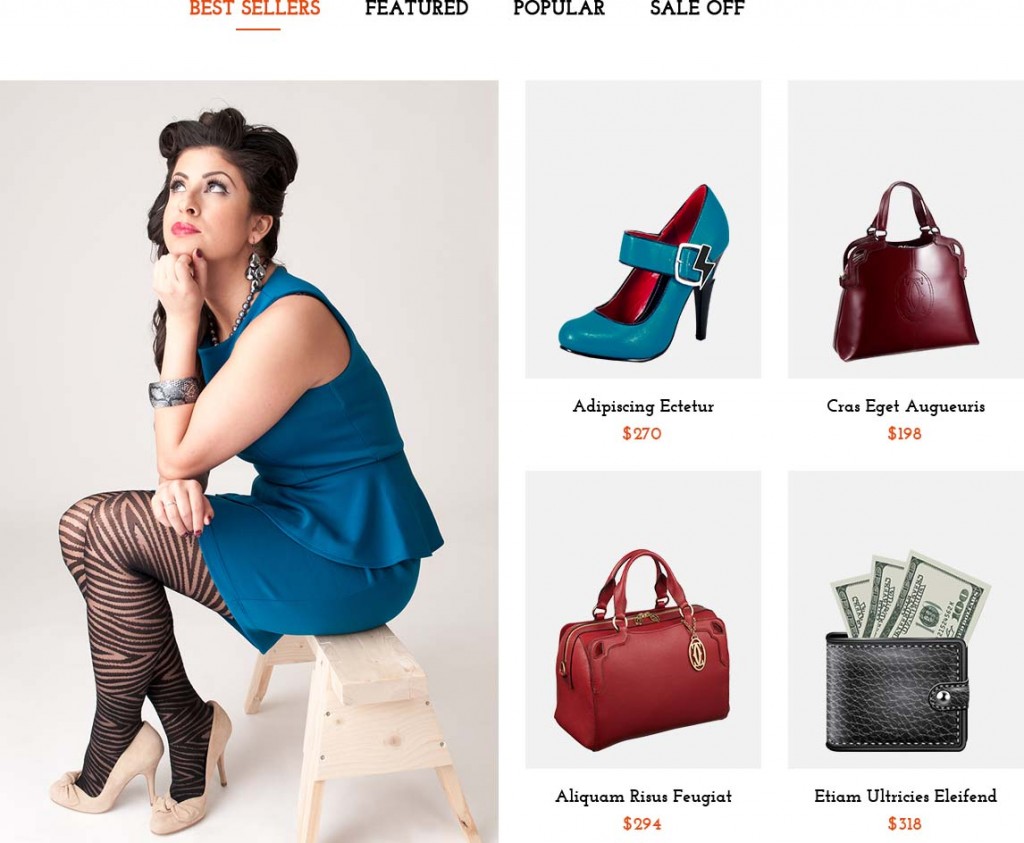 BEST SELLERS FEATURED POPULAR SALE OFF
Adipiscing Ectetur
$270
Cras Eget Augueuris
$198
Aliquam Risus Feugiat
$294
Etiam Ultricies Eleifend
$318
100